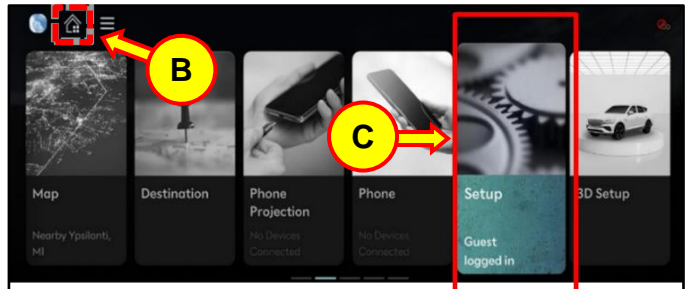 B
C
Map
Nearby Ypsilanti,
MI
Destination
Phone
Projection
No Devices
Connected
Phone
No Devices
Connected
Setup
Guest
logged in
3D Setup